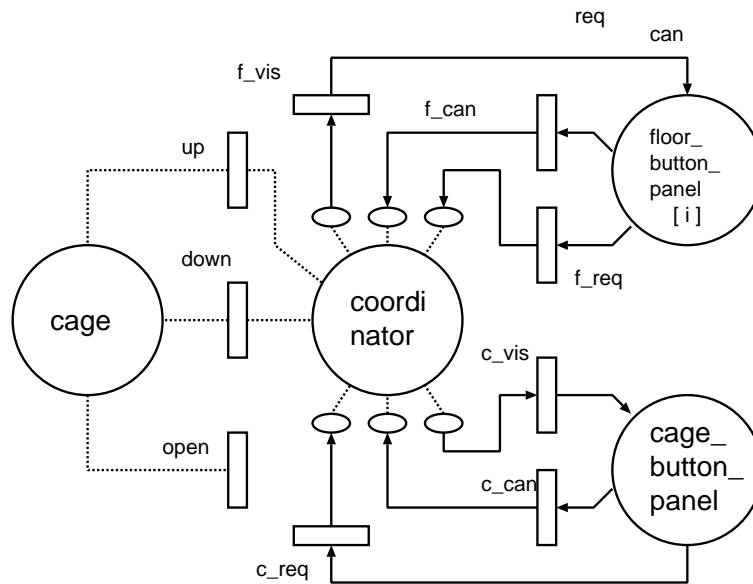 req
can
f_vis
f_can
up
floor_
button_
panel
[ i ]
down
f_req
cage
coordi
nator
c_vis
open
cage_
button_
panel
c_can
c_req